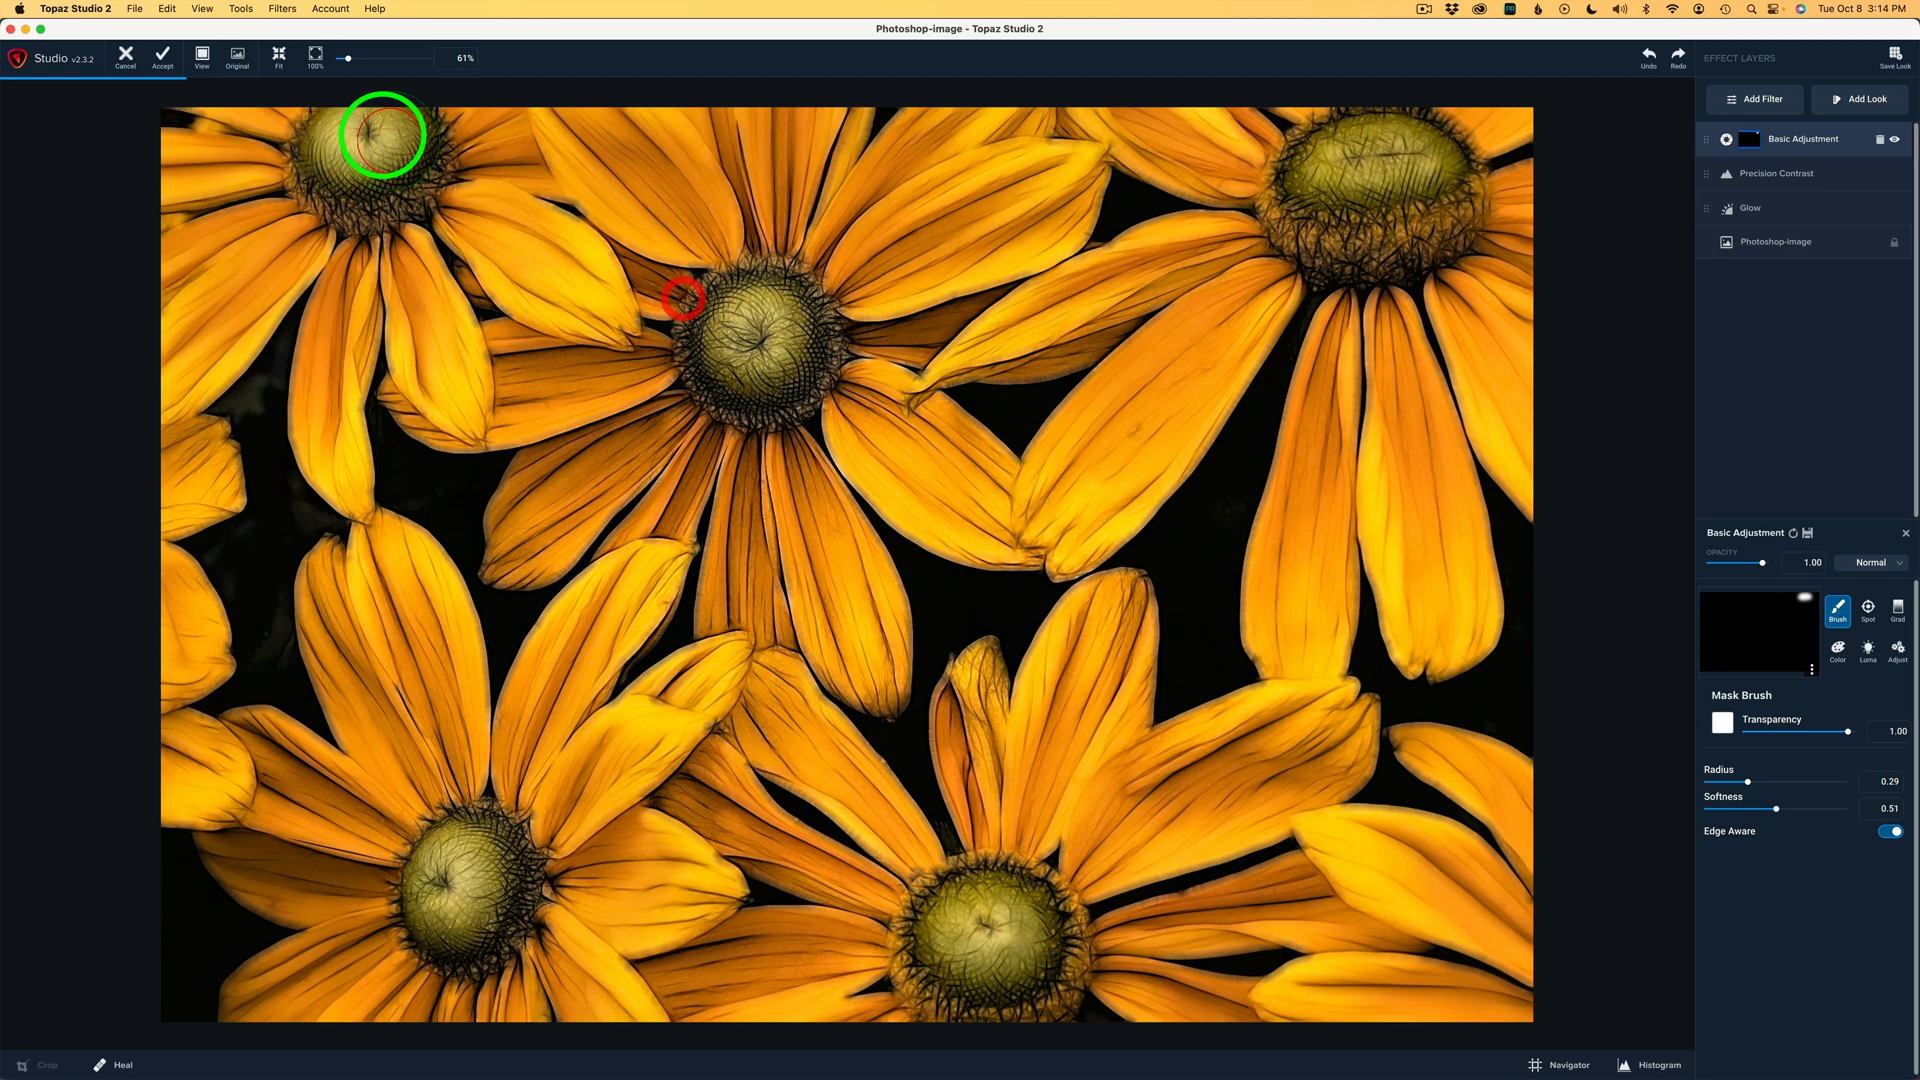 Topaz Studio 2 File Edit View Tools Filters Account Help
Tue Oct 8 3:14 PM
Photoshop-image - Topaz Studio 2
Studio v2.3.2
Cancel Accept View Original Fit 100% 61%
Undo Redo
EFFECT LAYERS
Save Look
Add Filter Add Look
Basic Adjustment
Precision Contrast
Glow
Photoshop-image
Basic Adjustment
OPACITY
1.00 Normal
Brush Spot Grad
Color Luma Adjust
Mask Brush
Transparency
1.00
Radius
0.29
Softness
0.51
Edge Aware
Crop Heal Navigator Histogram